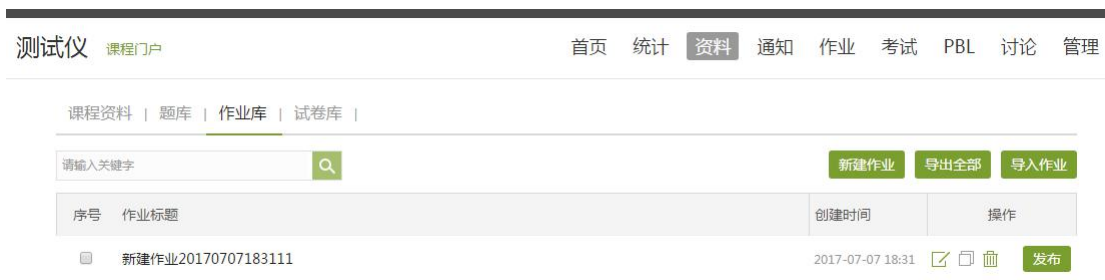 测试仪 课程门户 首页 统计 资料 通知 作业 考试 PBL 讨论 管理
课程资料 | 题库 | 作业库 | 试卷库 |
请输入关键字 新建作业 导出全部 导入作业
序号 作业标题 创建时间 操作
新建作业20170707183111 2017-07-07 18:31 发布